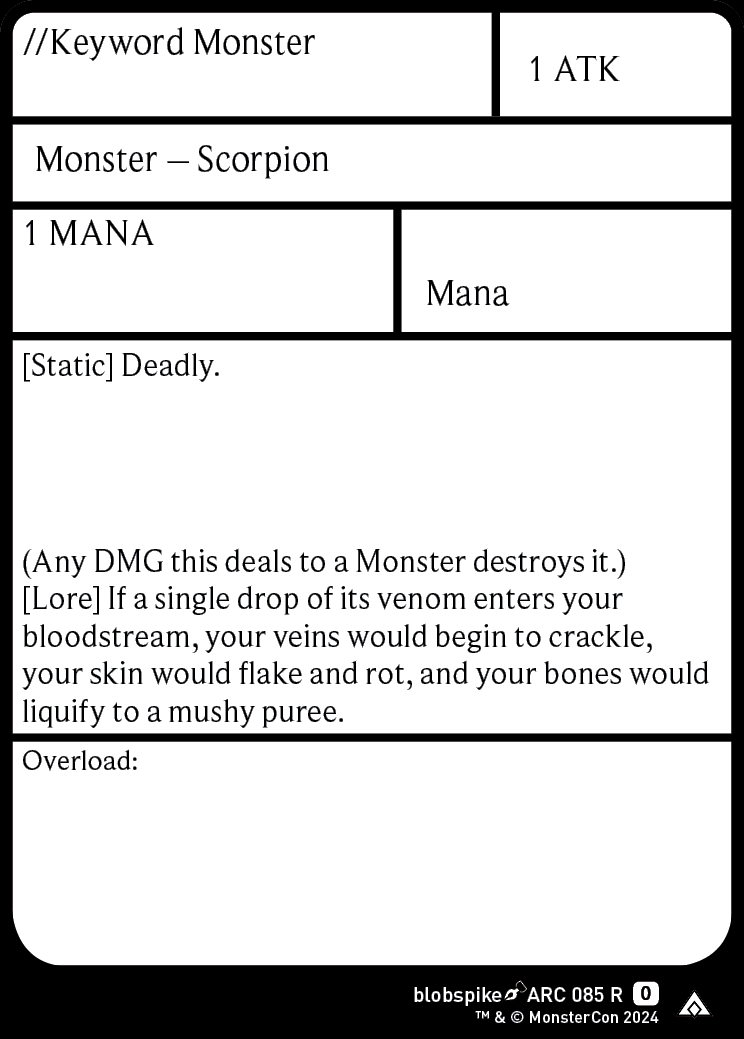 //Keyword Monster
1 ATK
Monster – Scorpion
1 MANA
Mana
[Static] Deadly.
(Any DMG this deals to a Monster destroys it.)
[Lore] If a single drop of its venom enters your
bloodstream, your veins would begin to crackle,
your skin would flake and rot, and your bones would
liquify to a mushy puree.
Overload:
blobspike ARC 085 R 0
™ & © MonsterCon 2024